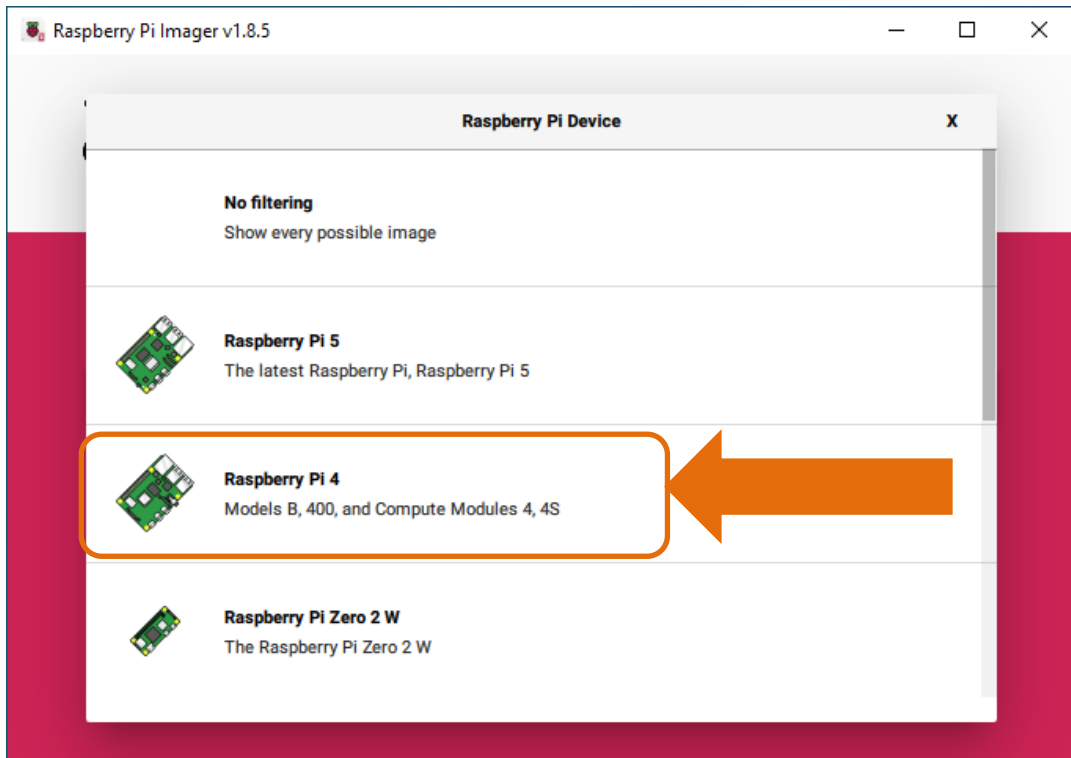 Raspberry Pi Imager v1.8.5
Raspberry Pi Device X
No filtering
Show every possible image
Raspberry Pi 5
The latest Raspberry Pi, Raspberry Pi 5
Raspberry Pi 4
Models B, 400, and Compute Modules 4, 4S
Raspberry Pi Zero 2 W
The Raspberry Pi Zero 2 W